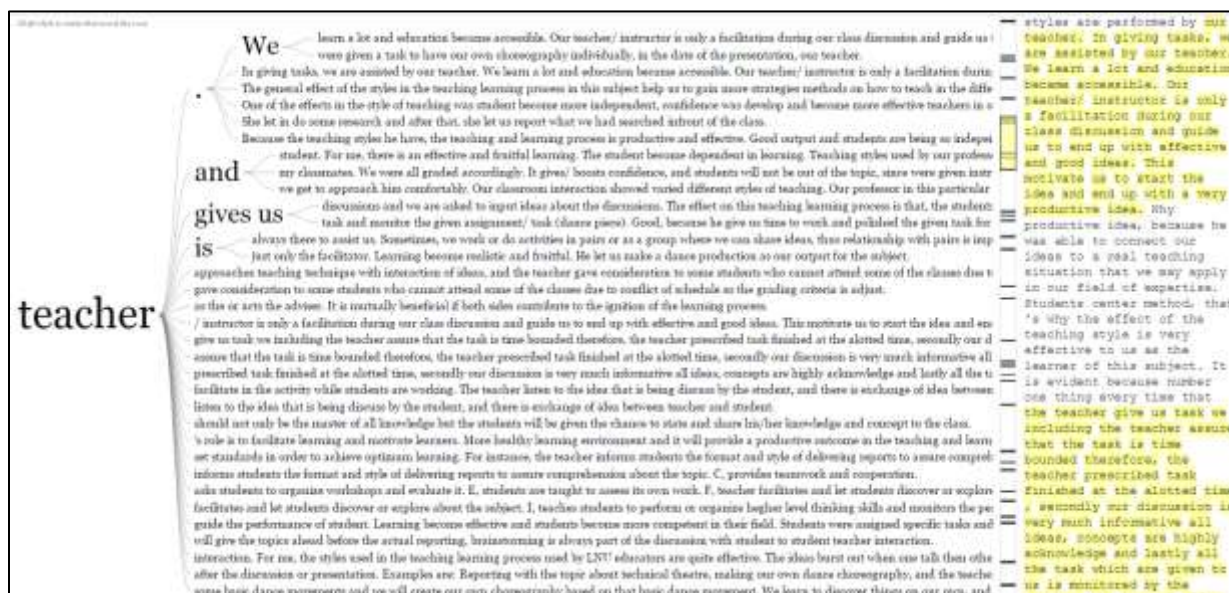 teacher
.
We
learn a lot and education became accessible. Our teacher/ instructor is only a facilitation during our class discussion and guide us
were given a task to have our own choreography individually, in the date of the presentation, our teacher.
In giving tasks, we are assisted by our teacher. We learn a lot and education became accessible. Our teacher/ instructor is only a facilitation
The general effect of the styles in the teaching learning process in this subject help us to gain more strategies methods on how to teach in the
One of the effects in the style of teaching was student become more independent, confidence was develop and become more effective teachers in
She let in do some research and after that, she let us report what we had searched infront of the class.
Because the teaching styles he have, the teaching and learning process is productive and effective. Good output and students are being so
and
student. For me, there is an effective and fruitful learning. The student become dependent in learning. Teaching styles used by our
my classmates. We were all graded accordingly. It gives/ boosts confidence, and students will not be out of the topic, since were given
we get to approach him comfortably. Our classroom interaction showed varied different styles of teaching. Our professor in this particular
gives us
discussions and we are asked to input ideas about the discussions. The effect on this teaching learning process is that, the
task and monitor the given assignment/ task (dance piece). Good, because he give us time to work and polished the given task for
is
always there to assist us. Sometimes, we work or do activities in pairs or as a group where we can share ideas, thus relationship with pairs is
just only the facilitator. Learning become realistic and fruitful. He let us make a dance production as our output for the subject.
approaches teaching technique with interaction of ideas, and the teacher gave consideration to some students who cannot attend some of the classes due
gave consideration to some students who cannot attend some of the classes due to conflict of schedule so the grading criteria is adjust.
as the or acts the adviser. It is mutually beneficial if both sides contribute to the ignition of the learning process.
/ instructor is only a facilitation during our class discussion and guide us to end up with effective and good ideas. This motivate us to start the idea and
give us task we including the teacher assure that the task is time bounded therefore, the teacher prescribed task finished at the alotted time, secondly our
assure that the task is time bounded therefore, the teacher prescribed task finished at the alotted time, secondly our discussion is very much informative
prescribed task finished at the alotted time, secondly our discussion is very much informative all ideas, concepts are highly acknowledge and lastly all the
facilitate in the activity while students are working. The teacher listen to the idea that is being discuss by the student, and there is exchange of idea between
listen to the idea that is being discuss by the student, and there is exchange of idea between teacher and student.
should not only be the master of all knowledge but the students will be given the chance to state and share his/her knowledge and concept to the class.
's role is to facilitate learning and motivate learners. More healthy learning environment and it will provide a productive outcome in the teaching and
set standards in order to achieve optimum learning. For instance, the teacher informs students the format and style of delivering reports to assure
informs students the format and style of delivering reports to assure comprehension about the topic. C, provides teamwork and cooperation.
asks students to organize workshops and evaluate it. E, students are taught to assess its own work. F, teacher facilitates and let students discover or
facilitates and let students discover or explore about the subject. I, teaches students to perform or organize begher level thinking skills and monitors the
guide the performance of student. Learning become effective and students become more competent in their field. Students were assigned specific tasks and
will give the topics ahead before the actual reporting, brainstorming is always part of the discussion with student to student teacher interaction.
interaction. For me, the styles used in the teaching learning process used by LNU educators are quite effective. The ideas burst out when one talk then
after the discussion or presentation. Examples are: Reporting with the topic about technical theatre, making our own dance choreography, and the
some basic dance movements and we will create our own choreography based on that basic dance movement. We learn to discover things on our own, and
styles are performed by our
teacher. In giving tasks, we
are assisted by our teacher.
We learn a lot and education
became accessible. Our
teacher/ instructor is only
a facilitation during our
class discussion and guide
us to end up with effective
and good ideas. This
motivate us to start the
idea and end up with a very
productive idea. Why
productive idea, because he
was able to connect our
ideas to a real teaching
situation that we may apply
in our field of expertise.
Students center method, that
's why the effect of the
teaching style is very
effective to us as the
learner of this subject. It
is evident because number
one thing every time that
the teacher give us task we
including the teacher assure
that the task is time
bounded therefore, the
teacher prescribed task
finished at the alotted time
, secondly our discussion is
very much informative all
ideas, concepts are highly
acknowledge and lastly all
the task which are given to
us is monitored by the